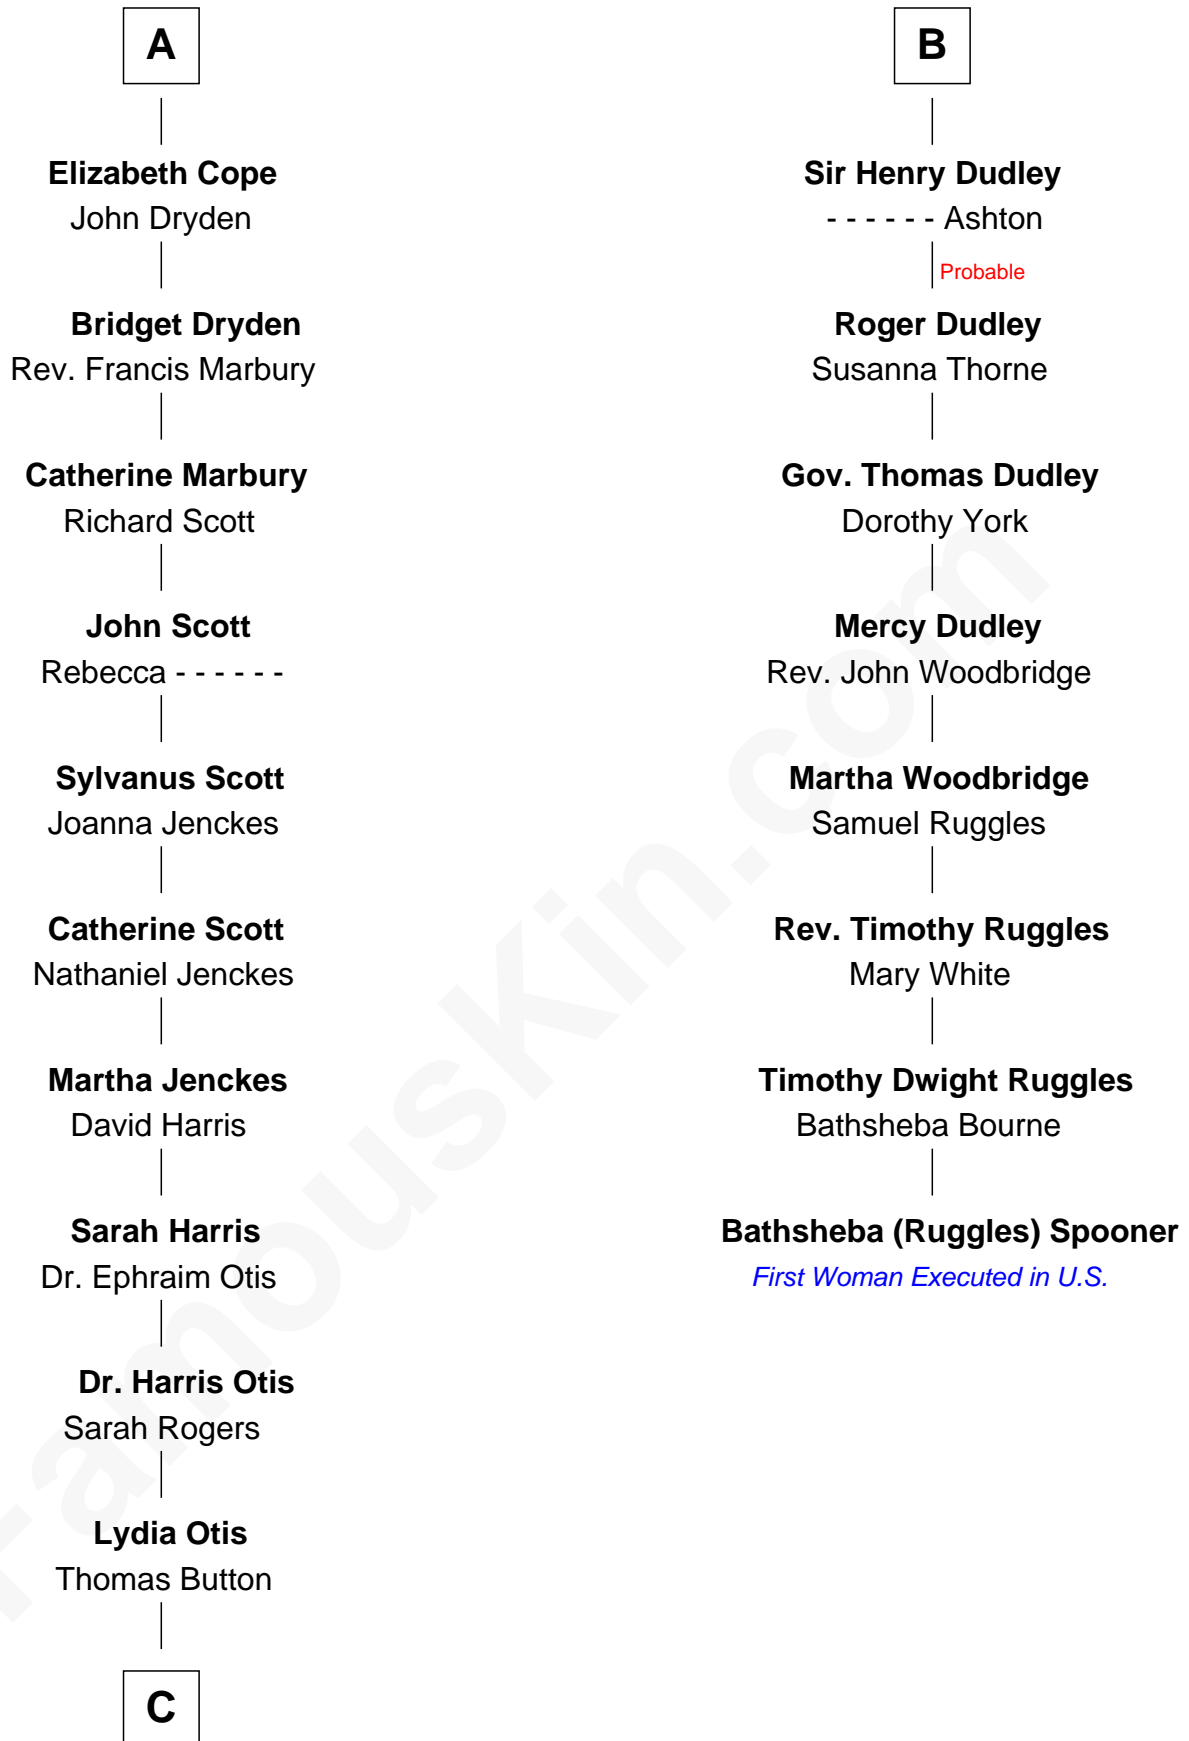 A
Elizabeth Cope
John Dryden
Bridget Dryden
Rev. Francis Marbury
Catherine Marbury
Richard Scott
John Scott
Rebecca - - - - - -
Sylvanus Scott
Joanna Jenckes
Catherine Scott
Nathaniel Jenckes
Martha Jenckes
David Harris
Sarah Harris
Dr. Ephraim Otis
Dr. Harris Otis
Sarah Rogers
Lydia Otis
Thomas Button
C
B
Sir Henry Dudley
- - - - - - Ashton
Probable
Roger Dudley
Susanna Thorne
Gov. Thomas Dudley
Dorothy York
Mercy Dudley
Rev. John Woodbridge
Martha Woodbridge
Samuel Ruggles
Rev. Timothy Ruggles
Mary White
Timothy Dwight Ruggles
Bathsheba Bourne
Bathsheba (Ruggles) Spooner
First Woman Executed in U.S.
FamousKin.com